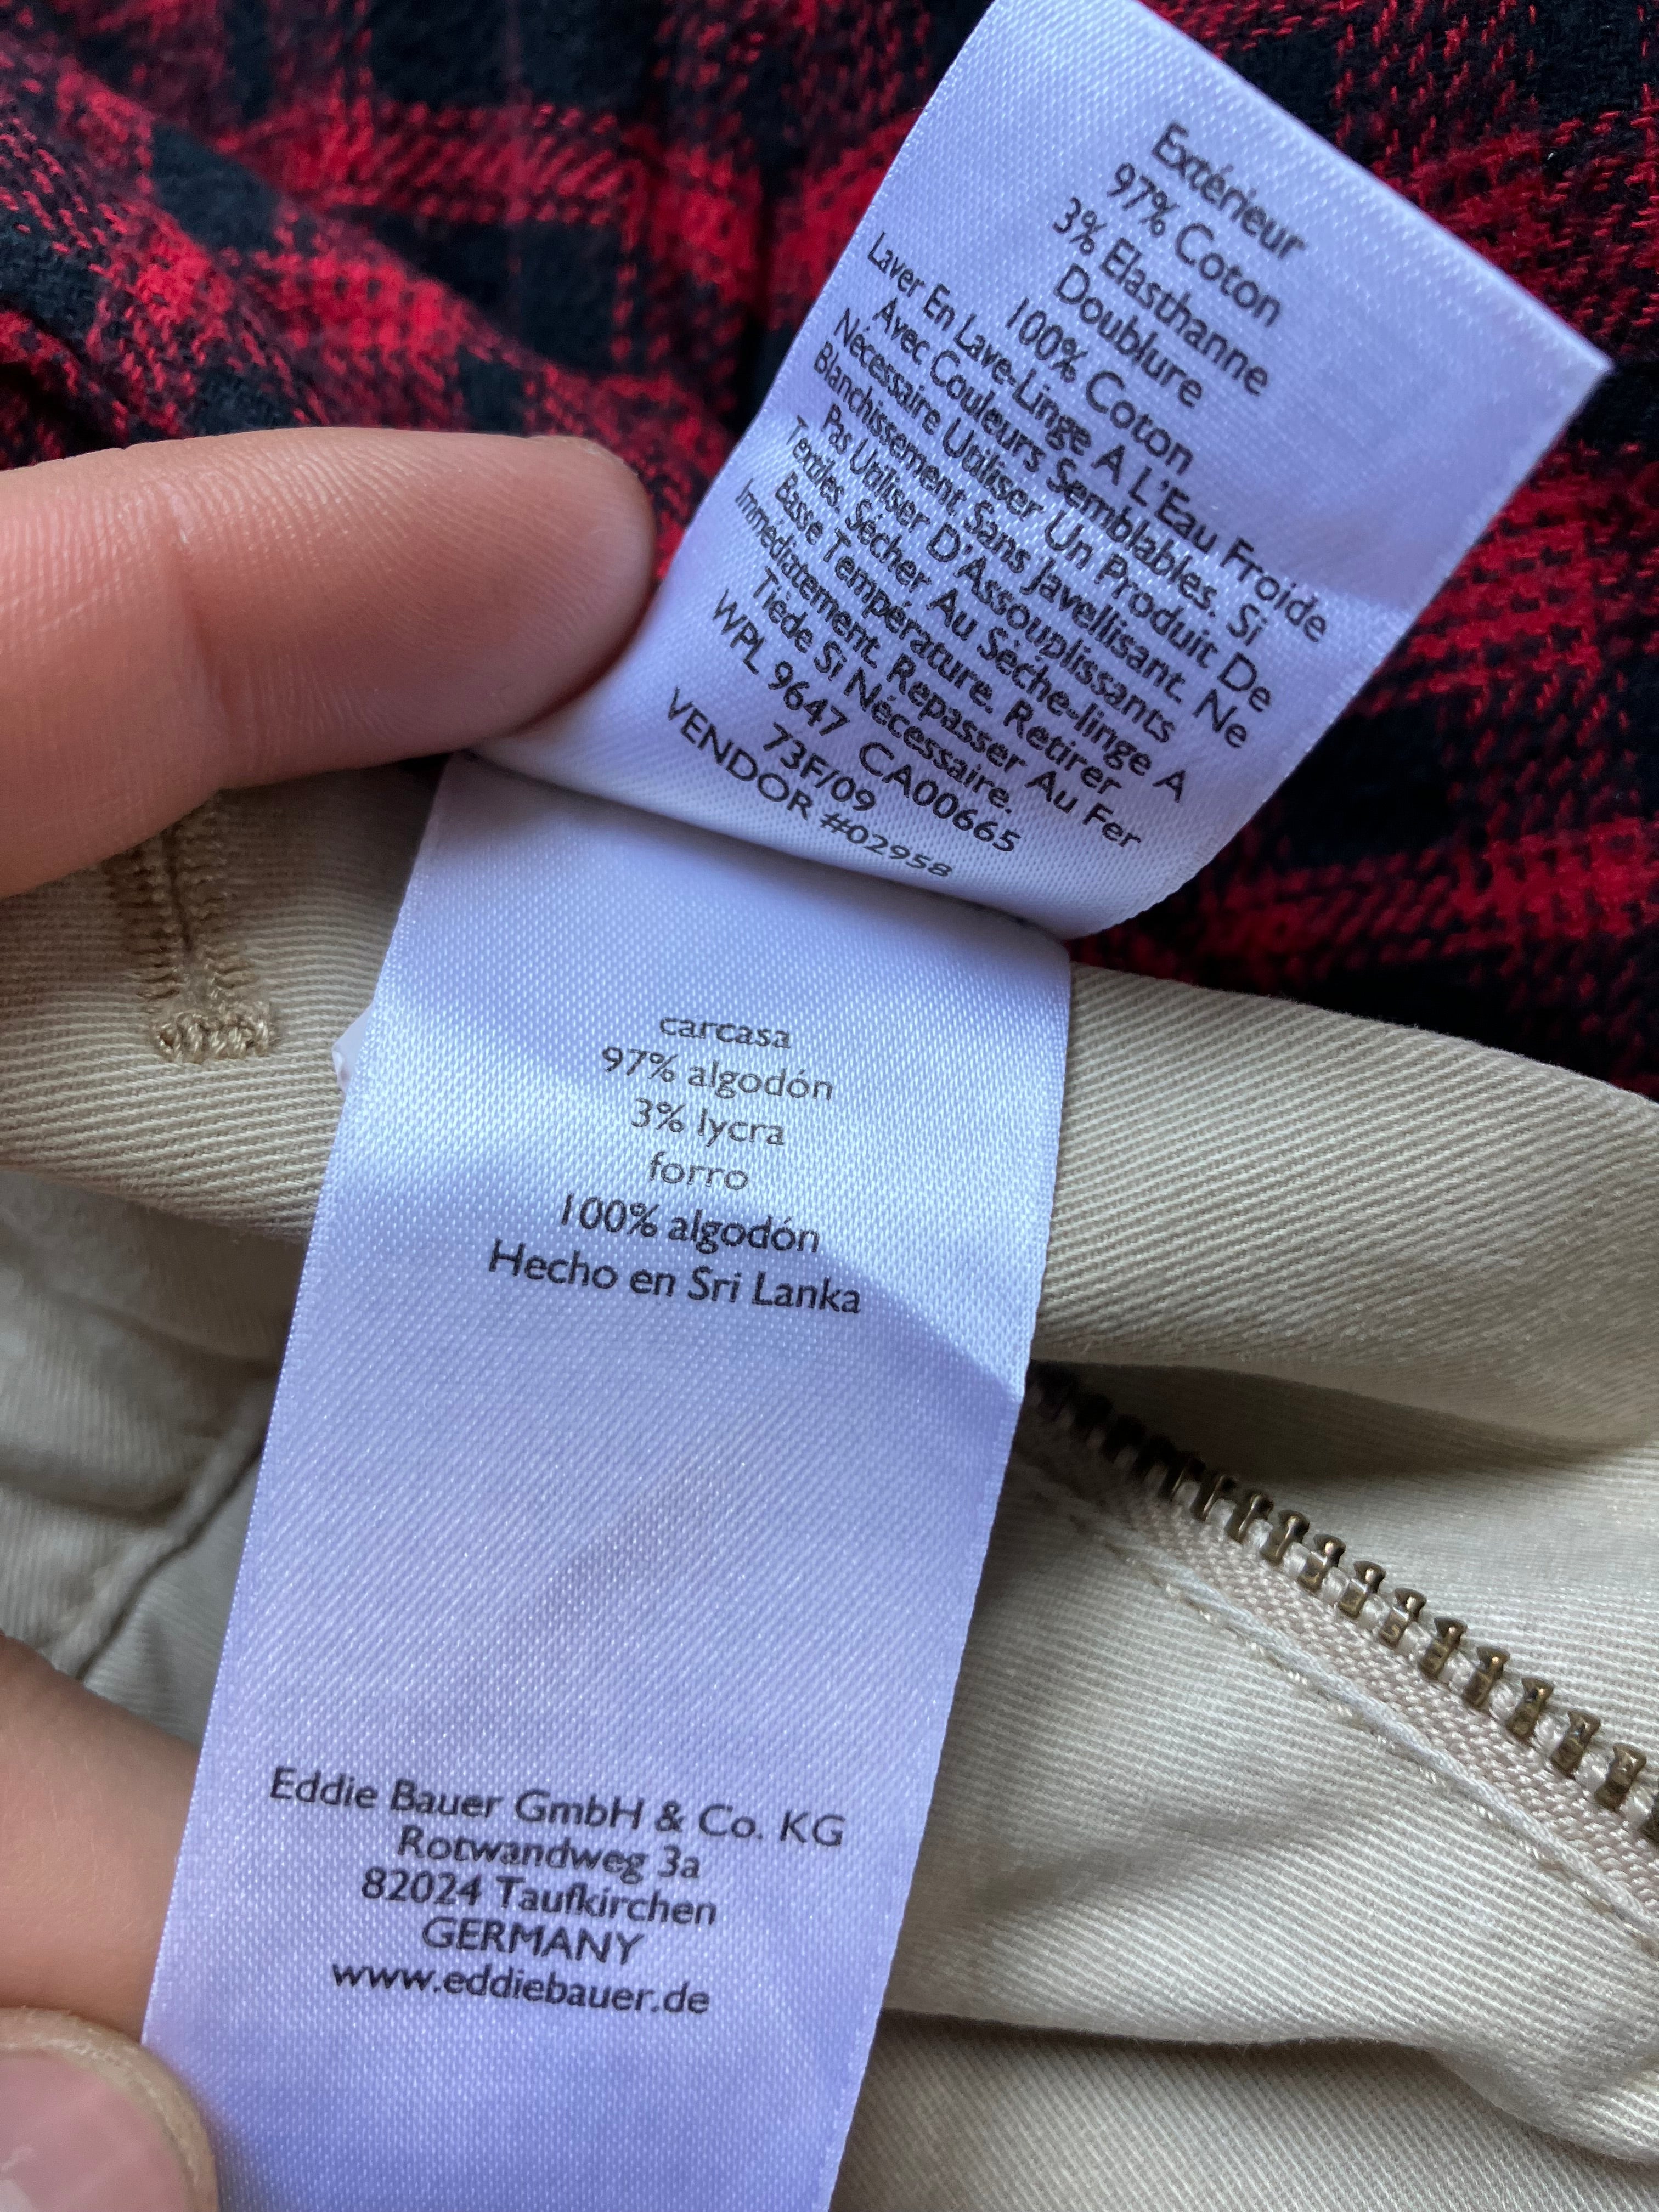 Extérieur
97% Coton
3% Elasthanne
Doublure
100% Coton
Laver En Lave-Linge A L'Eau Froide
Avec Couleurs Semblables. Si
Nécessaire Utiliser Un Produit De
Blanchissement Sans Javellisant. Ne
Pas Utiliser D'Assouplissants
Textiles. Sécher Au Sèche-linge A
Basse Température. Retirer
Immédiatement. Repasser Au Fer
Tiède Si Nécessaire.
WPL 9647 CA00665
73F/09
VENDOR #02958
carcasa
97% algodón
3% lycra
forro
100% algodón
Hecho en Sri Lanka
Eddie Bauer GmbH & Co. KG
Rotwandweg 3a
82024 Taufkirchen
GERMANY
www.eddiebauer.de